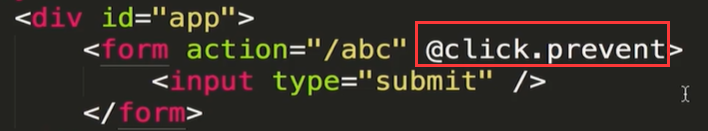 <div id="app">
<form action="/abc" @click.prevent>
<input type="submit" />
</form>